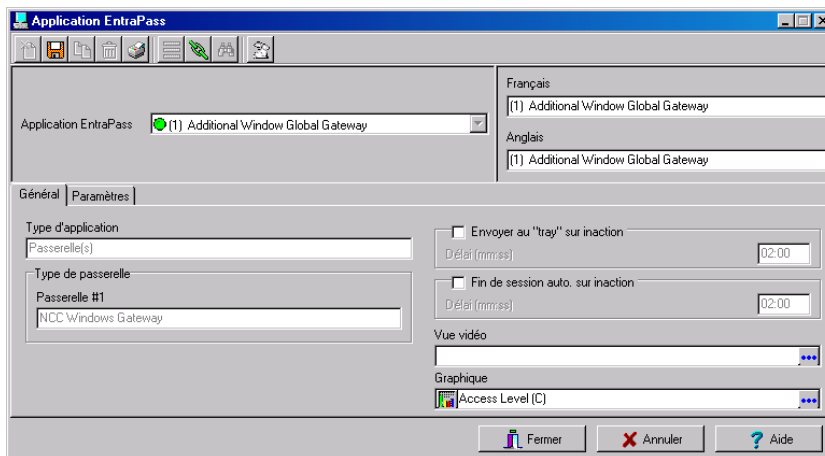 Application EntraPass
Français
(1) Additional Window Global Gateway
Application EntraPass
(1) Additional Window Global Gateway
Anglais
(1) Additional Window Global Gateway
Général
Paramètres
Type d'application
Passerelle(s)
Type de passerelle
Passerelle #1
NCC Windows Gateway
Envoyer au "tray" sur inaction
Délai (mm:ss)
02:00
Fin de session auto. sur inaction
Délai (mm:ss)
02:00
Vue vidéo
Graphique
Access Level (C)
Fermer
Annuler
Aide